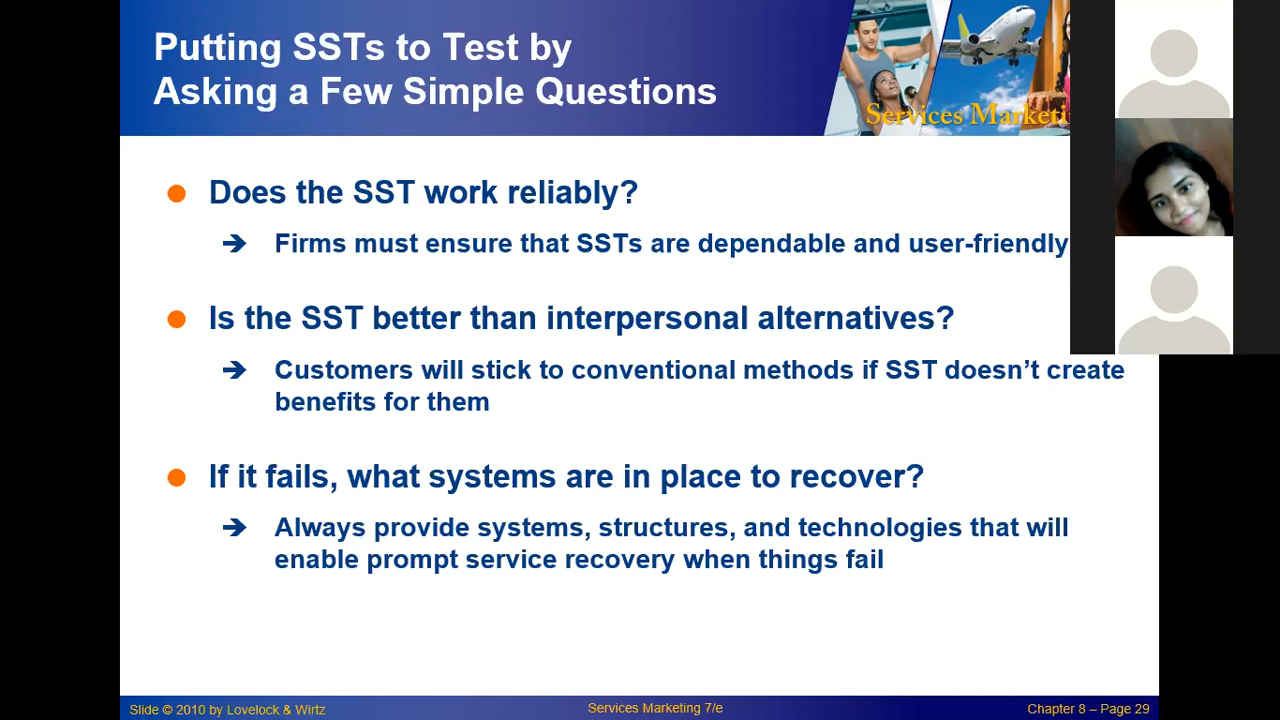 Putting SSTs to Test by
Asking a Few Simple Questions
Services Marketi
Does the SST work reliably?
Firms must ensure that SSTs are dependable and user-friendly
Is the SST better than interpersonal alternatives?
Customers will stick to conventional methods if SST doesn’t create
benefits for them
If it fails, what systems are in place to recover?
Always provide systems, structures, and technologies that will
enable prompt service recovery when things fail
Slide © 2010 by Lovelock & Wirtz
Services Marketing 7/e
Chapter 8 – Page 29